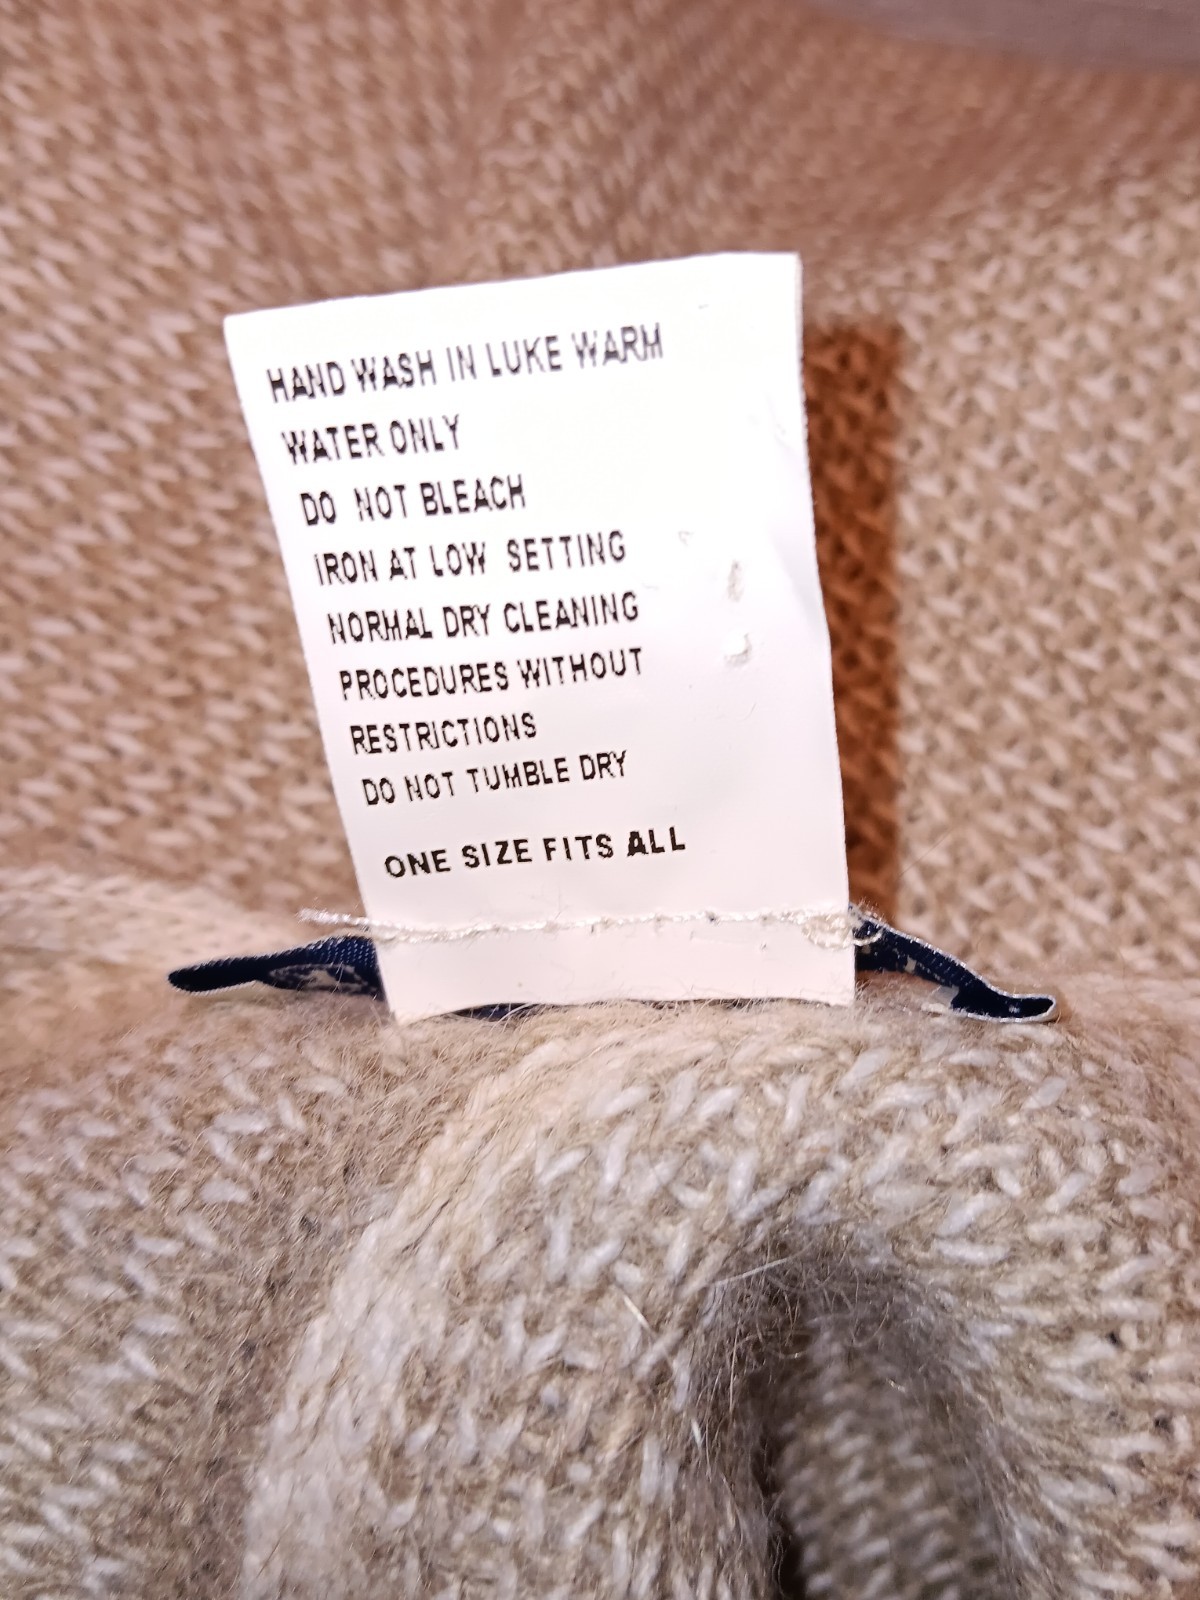 HAND WASH IN LUKE WARM
WATER ONLY
DO NOT BLEACH
IRON AT LOW SETTING
NORMAL DRY CLEANING
PROCEDURES WITHOUT
RESTRICTIONS
DO NOT TUMBLE DRY
ONE SIZE FITS ALL